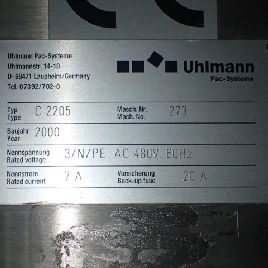 CE
Uhlmann Pac-Systeme
Uhlmannstr. 14-18
D-88471 Laupheim/Germany
Tel. 07392/702-0
Uhlmann
Pac-Systeme
Typ
Type
C 2205
Masch. Nr.
Mach. No.
273
Baujahr
Year
2000
Nennspannung
Rated voltage
3/N/PE, AC 480V, 60Hz
Nennstrom
Rated current
7 A
Vorsicherung
Back-up fuse
20 A